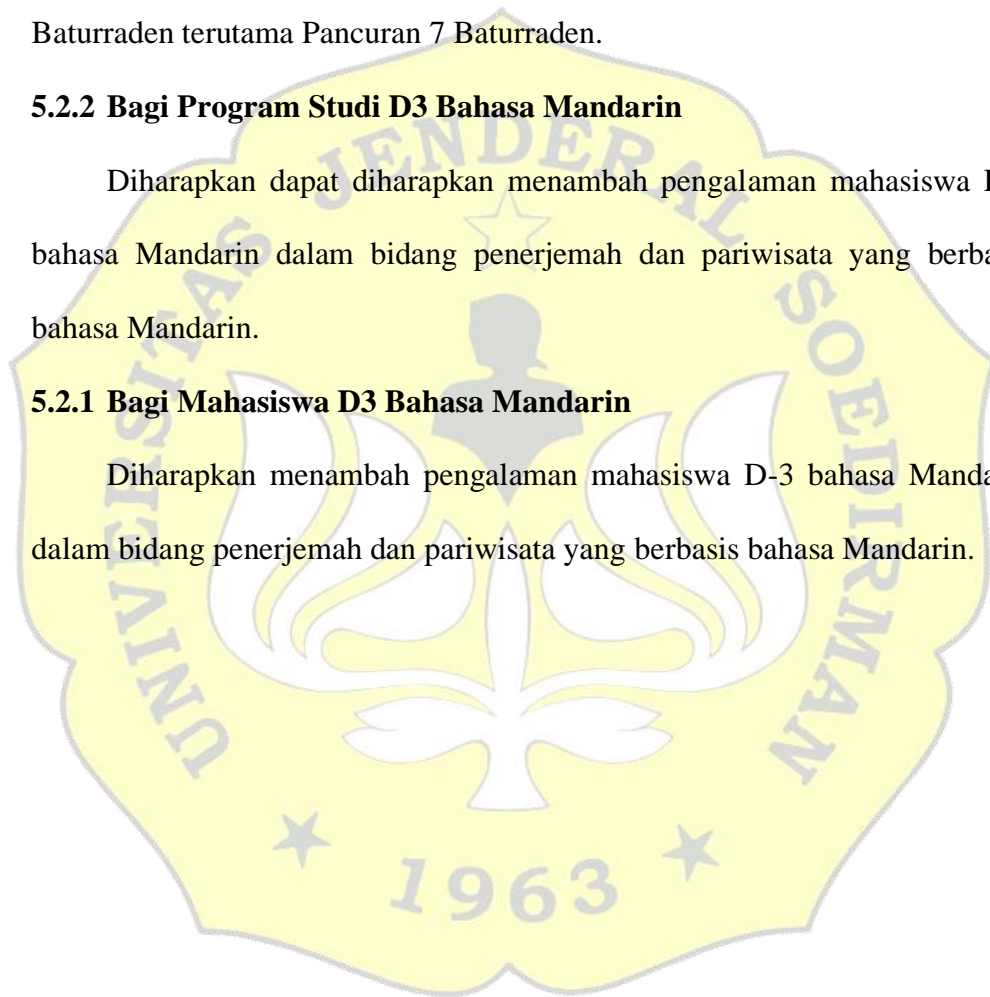 Baturraden terutama Pancuran 7 Baturraden.
5.2.2 Bagi Program Studi D3 Bahasa Mandarin
Diharapkan dapat diharapkan menambah pengalaman mahasiswa
bahasa Mandarin dalam bidang penerjemah dan pariwisata yang
bahasa Mandarin.
5.2.1 Bagi Mahasiswa D3 Bahasa Mandarin
Diharapkan menambah pengalaman mahasiswa D-3 bahasa
dalam bidang penerjemah dan pariwisata yang berbasis bahasa Mandarin.
UNIVERSITAS JENDERAL SOEDIRMAN
1963